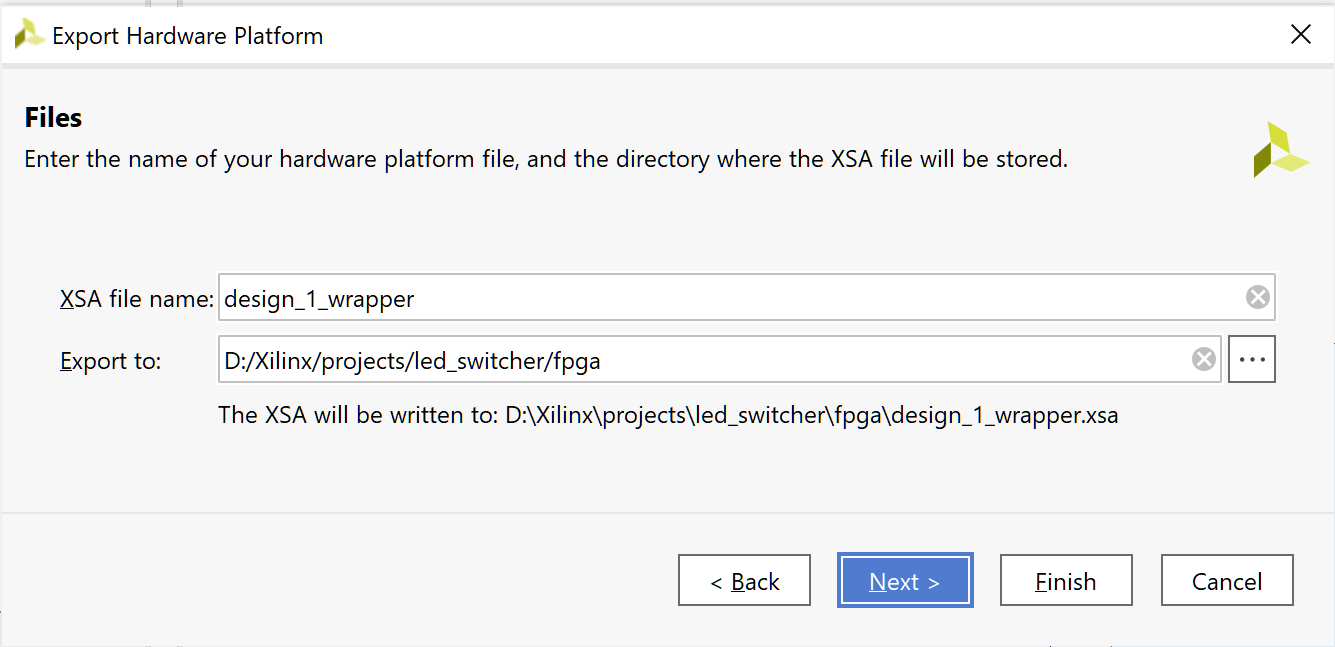 Export Hardware Platform
Files
Enter the name of your hardware platform file, and the directory where the XSA file will be stored.
XSA file name: design_1_wrapper
Export to: D:/Xilinx/projects/led_switcher/fpga
...
The XSA will be written to: D:\Xilinx\projects\led_switcher\fpga\design_1_wrapper.xsa
< Back Next > Finish Cancel